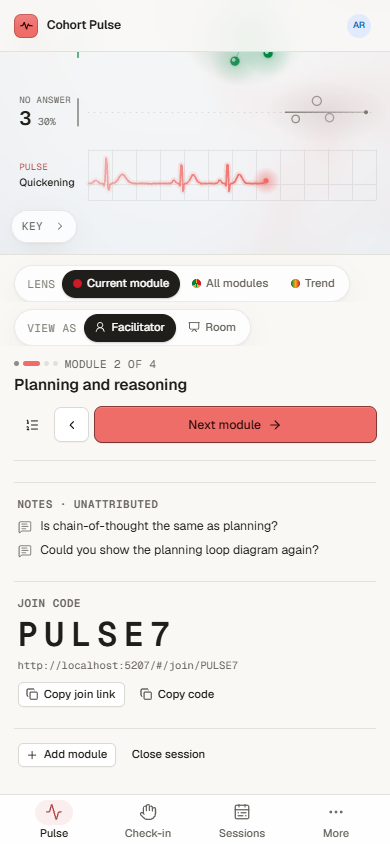 Cohort Pulse
AR
NO ANSWER
3 30%
PULSE
Quickening
KEY
LENS Current module All modules Trend
VIEW AS Facilitator Room
MODULE 2 OF 4
Planning and reasoning
Next module
NOTES · UNATTRIBUTED
Is chain-of-thought the same as planning?
Could you show the planning loop diagram again?
JOIN CODE
PULSE7
http://localhost:5207/#/join/PULSE7
Copy join link Copy code
Add module Close session
Pulse Check-in Sessions More